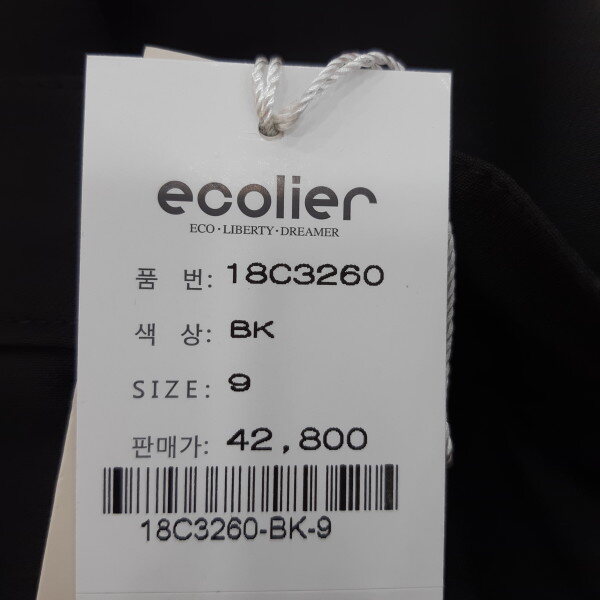 ecolier
ECO·LIBERTY·DREAMER
품 번: 18C3260
색 상: BK
SIZE: 9
판매가: 42,800
18C3260-BK-9